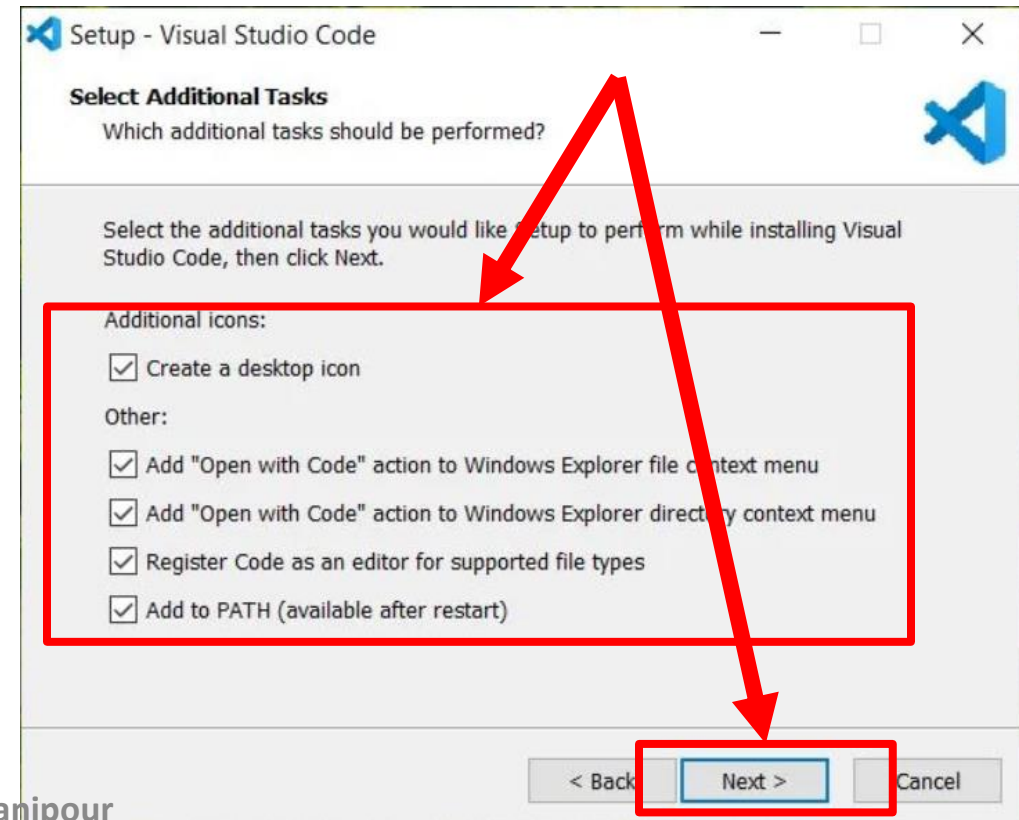 Setup - Visual Studio Code
Select Additional Tasks
Which additional tasks should be performed?
Select the additional tasks you would like Setup to perform while installing Visual
Studio Code, then click Next.
Additional icons:
Create a desktop icon
Other:
Add "Open with Code" action to Windows Explorer file context menu
Add "Open with Code" action to Windows Explorer directory context menu
Register Code as an editor for supported file types
Add to PATH (available after restart)
< Back Next > Cancel
anipour